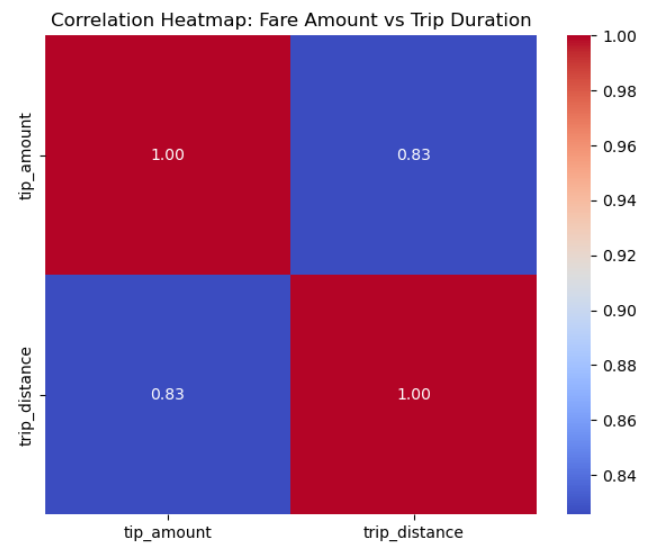 Correlation Heatmap: Fare Amount vs Trip Duration
tip_amount
1.00
0.83
trip_distance
0.83
1.00
tip_amount
trip_distance
1.00
0.98
0.96
0.94
0.92
0.90
0.88
0.86
0.84